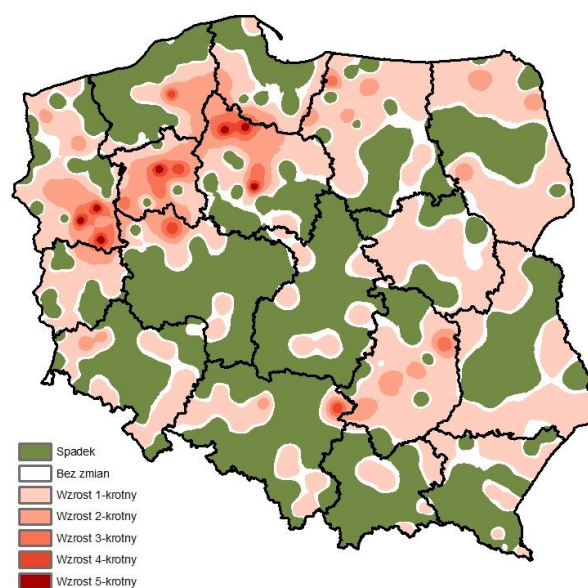 Spadek
Bez zmian
Wzrost 1-krotny
Wzrost 2-krotny
Wzrost 3-krotny
Wzrost 4-krotny
Wzrost 5-krotny